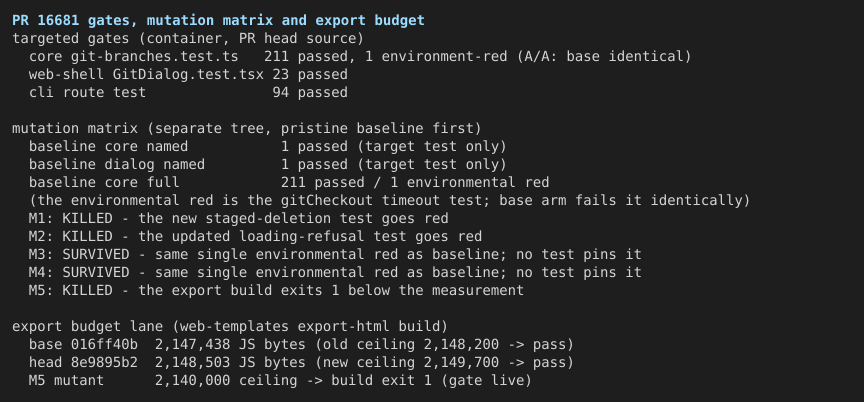 PR 16681 gates, mutation matrix and export budget
targeted gates (container, PR head source)
core git-branches.test.ts 211 passed, 1 environment-red (A/A: base identical)
web-shell GitDialog.test.tsx 23 passed
cli route test 94 passed
mutation matrix (separate tree, pristine baseline first)
baseline core named 1 passed (target test only)
baseline dialog named 1 passed (target test only)
baseline core full 211 passed / 1 environmental red
(the environmental red is the gitCheckout timeout test; base arm fails it identically)
M1: KILLED - the new staged-deletion test goes red
M2: KILLED - the updated loading-refusal test goes red
M3: SURVIVED - same single environmental red as baseline; no test pins it
M4: SURVIVED - same single environmental red as baseline; no test pins it
M5: KILLED - the export build exits 1 below the measurement
export budget lane (web-templates export-html build)
base 016ff40b 2,147,438 JS bytes (old ceiling 2,148,200 -> pass)
head 8e9895b2 2,148,503 JS bytes (new ceiling 2,149,700 -> pass)
M5 mutant 2,140,000 ceiling -> build exit 1 (gate live)